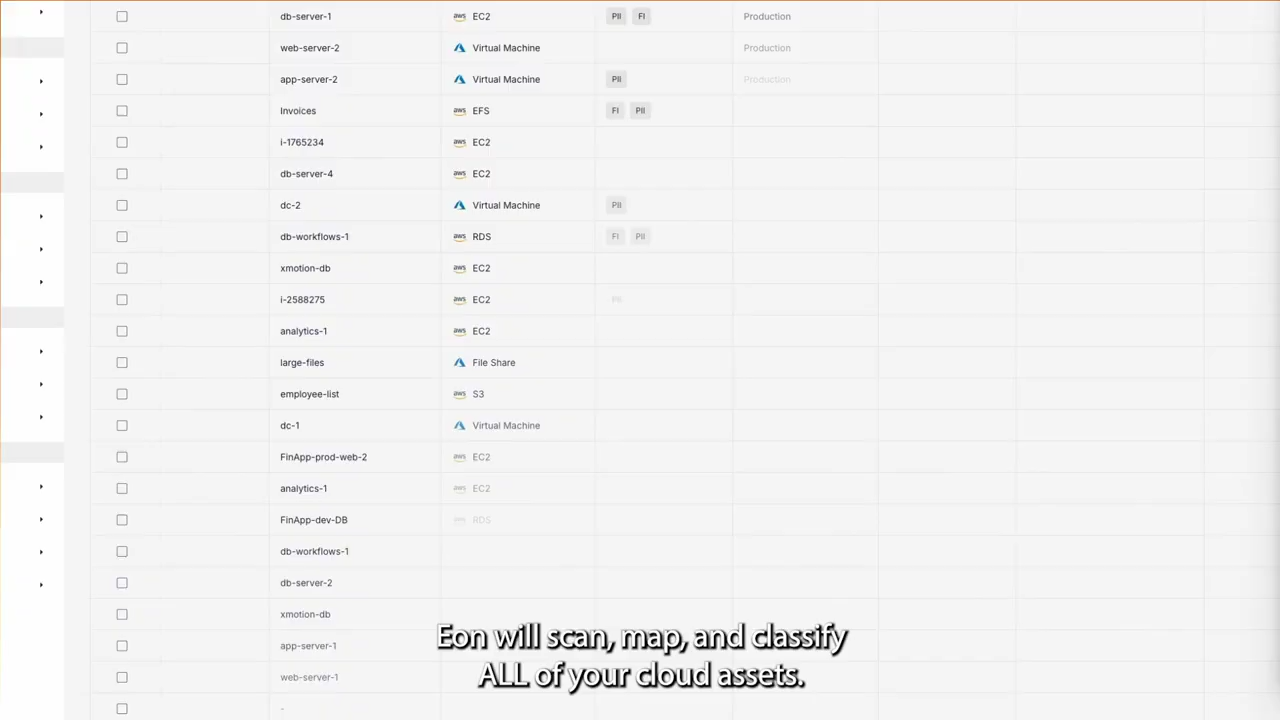 db-server-1 aws EC2 PII FI Production
web-server-2 Virtual Machine Production
app-server-2 Virtual Machine PII Production
Invoices aws EFS FI PII
i-1765234 aws EC2
db-server-4 aws EC2
dc-2 Virtual Machine PII
db-workflows-1 aws RDS FI PII
xmotion-db aws EC2
i-2588275 aws EC2 PII
analytics-1 aws EC2
large-files File Share
employee-list aws S3
dc-1 Virtual Machine
FinApp-prod-web-2 aws EC2
analytics-1 aws EC2
FinApp-dev-DB aws RDS
db-workflows-1
db-server-2
xmotion-db
app-server-1
web-server-1
-
Eon will scan, map, and classify
ALL of your cloud assets.